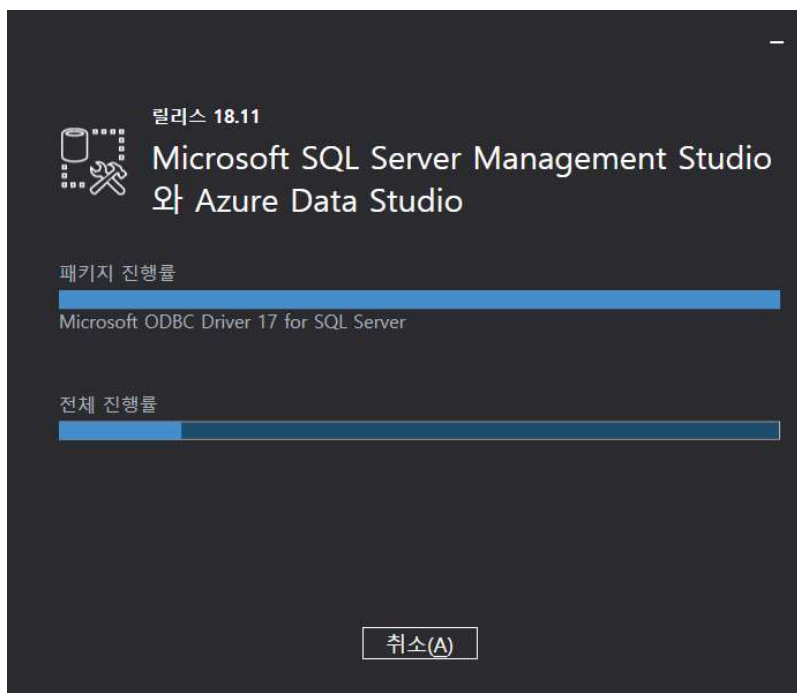 릴리스 18.11
Microsoft SQL Server Management Studio
와 Azure Data Studio
패키지 진행률
Microsoft ODBC Driver 17 for SQL Server
전체 진행률
취소(A)